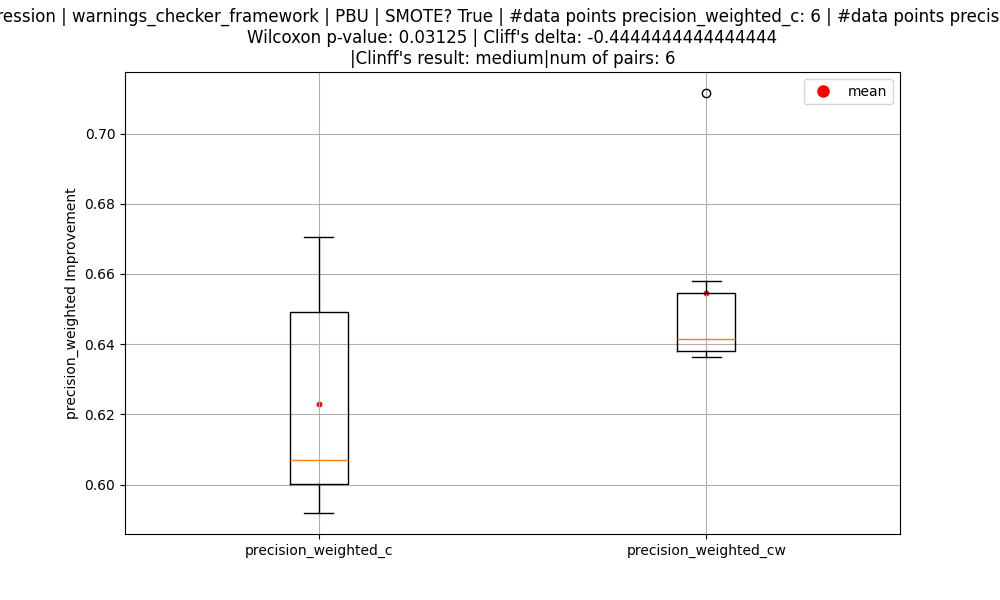 | warnings_checker_framework | PBU | SMOTE? True | #data points precision_weighted_c: 6 | #data points
Wilcoxon p-value: 0.03125 | Cliff's delta: -0.4444444444444444
|Clinff's result: medium|num of pairs: 6
mean
precision_weighted Improvement
0.70
0.68
0.66
0.64
0.62
0.60
precision_weighted_c
precision_weighted_cw